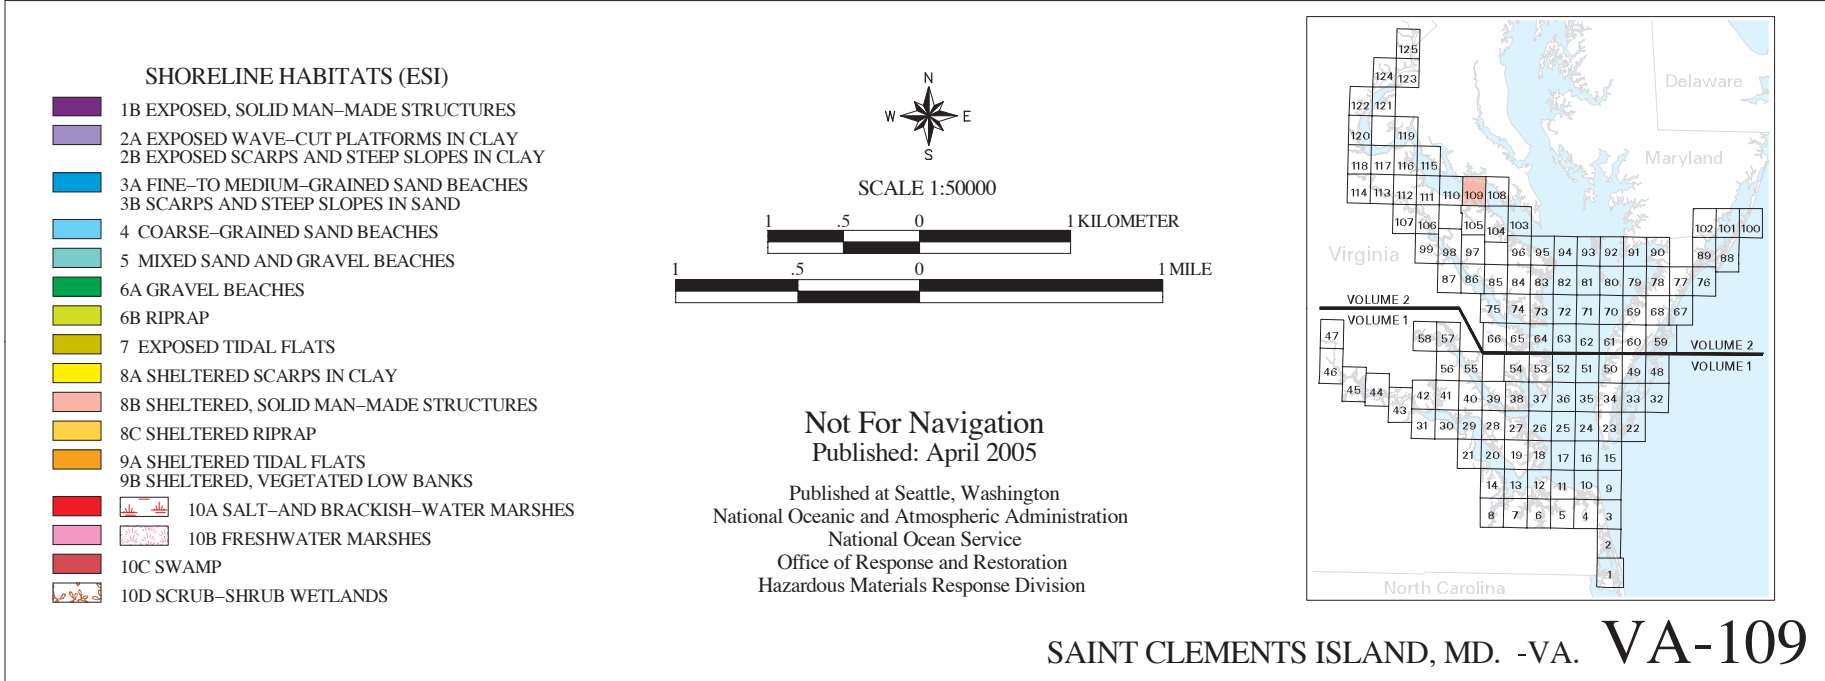 SHORELINE HABITATS (ESI)
1B EXPOSED, SOLID MAN–MADE STRUCTURES
2A EXPOSED WAVE–CUT PLATFORMS IN CLAY
2B EXPOSED SCARPS AND STEEP SLOPES IN CLAY
3A FINE–TO MEDIUM–GRAINED SAND BEACHES
3B SCARPS AND STEEP SLOPES IN SAND
4 COARSE–GRAINED SAND BEACHES
5 MIXED SAND AND GRAVEL BEACHES
6A GRAVEL BEACHES
6B RIPRAP
7 EXPOSED TIDAL FLATS
8A SHELTERED SCARPS IN CLAY
8B SHELTERED, SOLID MAN–MADE STRUCTURES
8C SHELTERED RIPRAP
9A SHELTERED TIDAL FLATS
9B SHELTERED, VEGETATED LOW BANKS
10A SALT–AND BRACKISH–WATER MARSHES
10B FRESHWATER MARSHES
10C SWAMP
10D SCRUB–SHRUB WETLANDS
N
W E
S
SCALE 1:50000
1 .5 0 1 KILOMETER
1 .5 0 1 MILE
Not For Navigation
Published: April 2005
Published at Seattle, Washington
National Oceanic and Atmospheric Administration
National Ocean Service
Office of Response and Restoration
Hazardous Materials Response Division
125
124 123
Delaware
122 121
120 119
Maryland
118 117 116 115
114 113 112 111 110 109 108
107 106 105 104 103 102 101 100
Virginia
99 98 97 96 95 94 93 92 91 90 89 88
87 86 85 84 83 82 81 80 79 78 77 76
VOLUME 2
75 74 73 72 71 70 69 68 67
VOLUME 1
47 58 57 66 65 64 63 62 61 60 59
VOLUME 2
VOLUME 1
46 56 55 54 53 52 51 50 49 48
45 44 43 42 41 40 39 38 37 36 35 34 33 32
31 30 29 28 27 26 25 24 23 22
21 20 19 18 17 16 15
14 13 12 11 10 9
8 7 6 5 4 3
2
1
North Carolina
SAINT CLEMENTS ISLAND, MD. -VA. VA-109